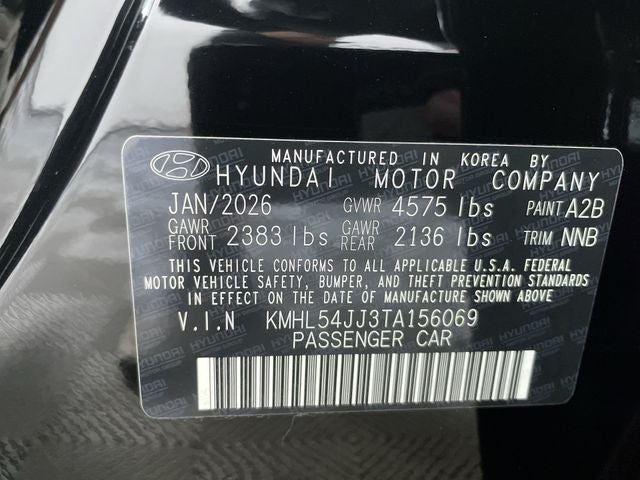 MANUFACTURED IN KOREA BY
HYUNDAI MOTOR COMPANY
JAN/2026 GVWR 4575 lbs PAINT A2B
GAWR FRONT 2383 lbs GAWR REAR 2136 lbs TRIM NNB
THIS VEHICLE CONFORMS TO ALL APPLICABLE U.S.A. FEDERAL
MOTOR VEHICLE SAFETY, BUMPER, AND THEFT PREVENTION STANDARDS
IN EFFECT ON THE DATE OF MANUFACTURE SHOWN ABOVE
V.I.N KMHL54JJ3TA156069
PASSENGER CAR